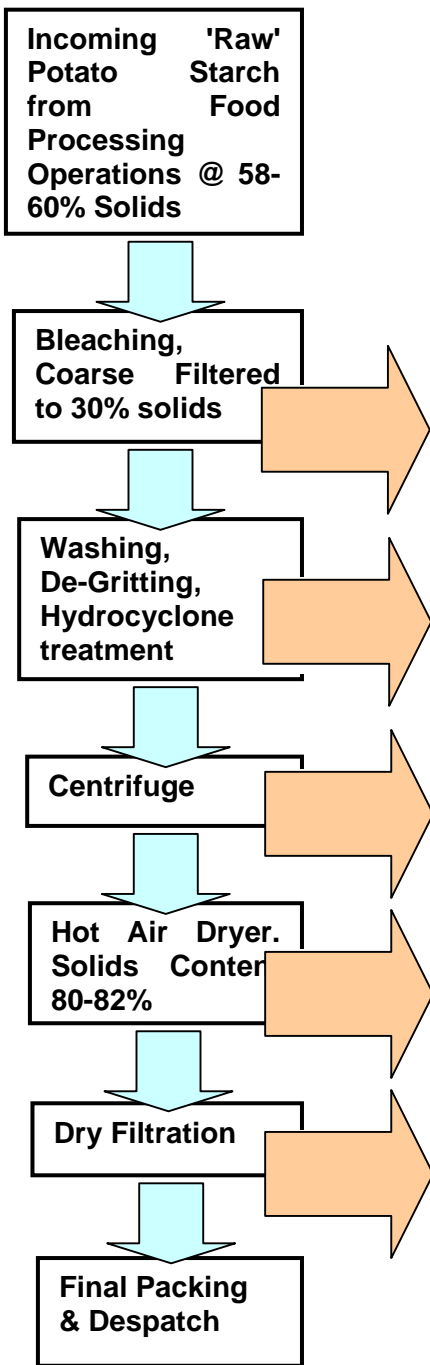 Incoming 'Raw'
Potato Starch
from Food
Processing
Operations @ 58-
60% Solids
Bleaching,
Coarse Filtered
to 30% solids
Washing,
De-Gritting,
Hydrocyclone
treatment
Centrifuge
Hot Air Dryer.
Solids Conten
80-82%
Dry Filtration
Final Packing
& Despatch